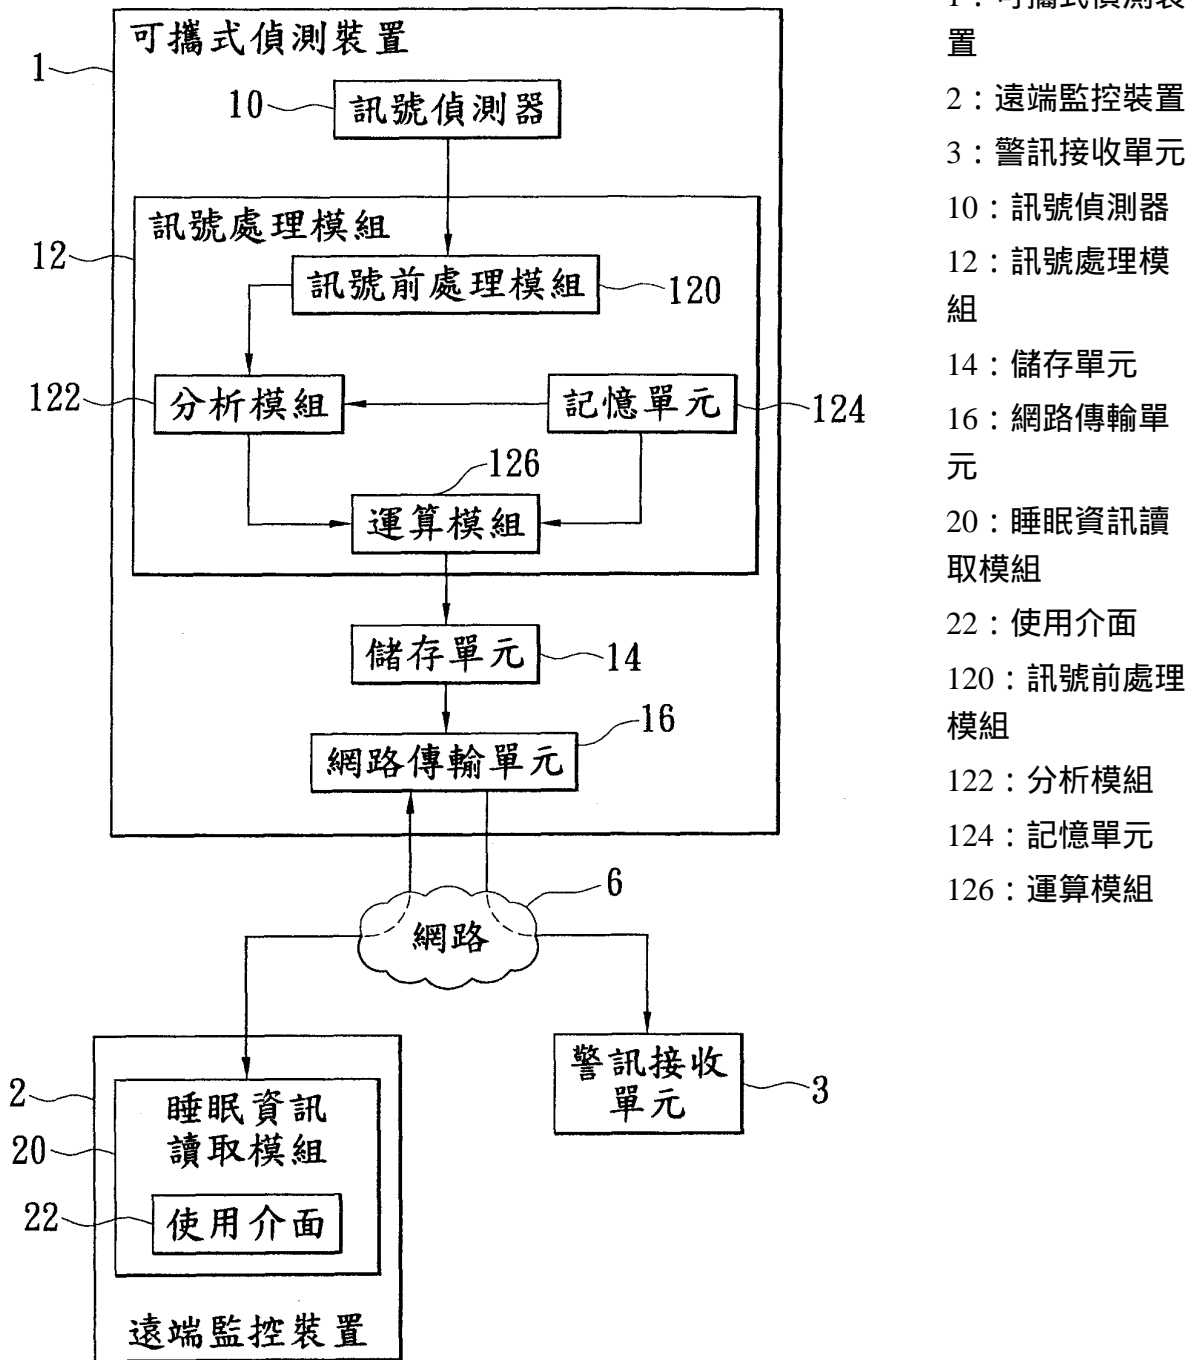 可攜式偵測裝置
1
10
訊號偵測器
訊號處理模組
12
訊號前處理模組
120
122
分析模組
記憶單元
124
126
運算模組
儲存單元
14
16
網路傳輸單元
6
網路
2
20
睡眠資訊
讀取模組
22
使用介面
遠端監控裝置
警訊接收
單元
3
1：可攜式偵測裝
置
2：遠端監控裝置
3：警訊接收單元
10：訊號偵測器
12：訊號處理模
組
14：儲存單元
16：網路傳輸單
元
20：睡眠資訊讀
取模組
22：使用介面
120：訊號前處理
模組
122：分析模組
124：記憶單元
126：運算模組